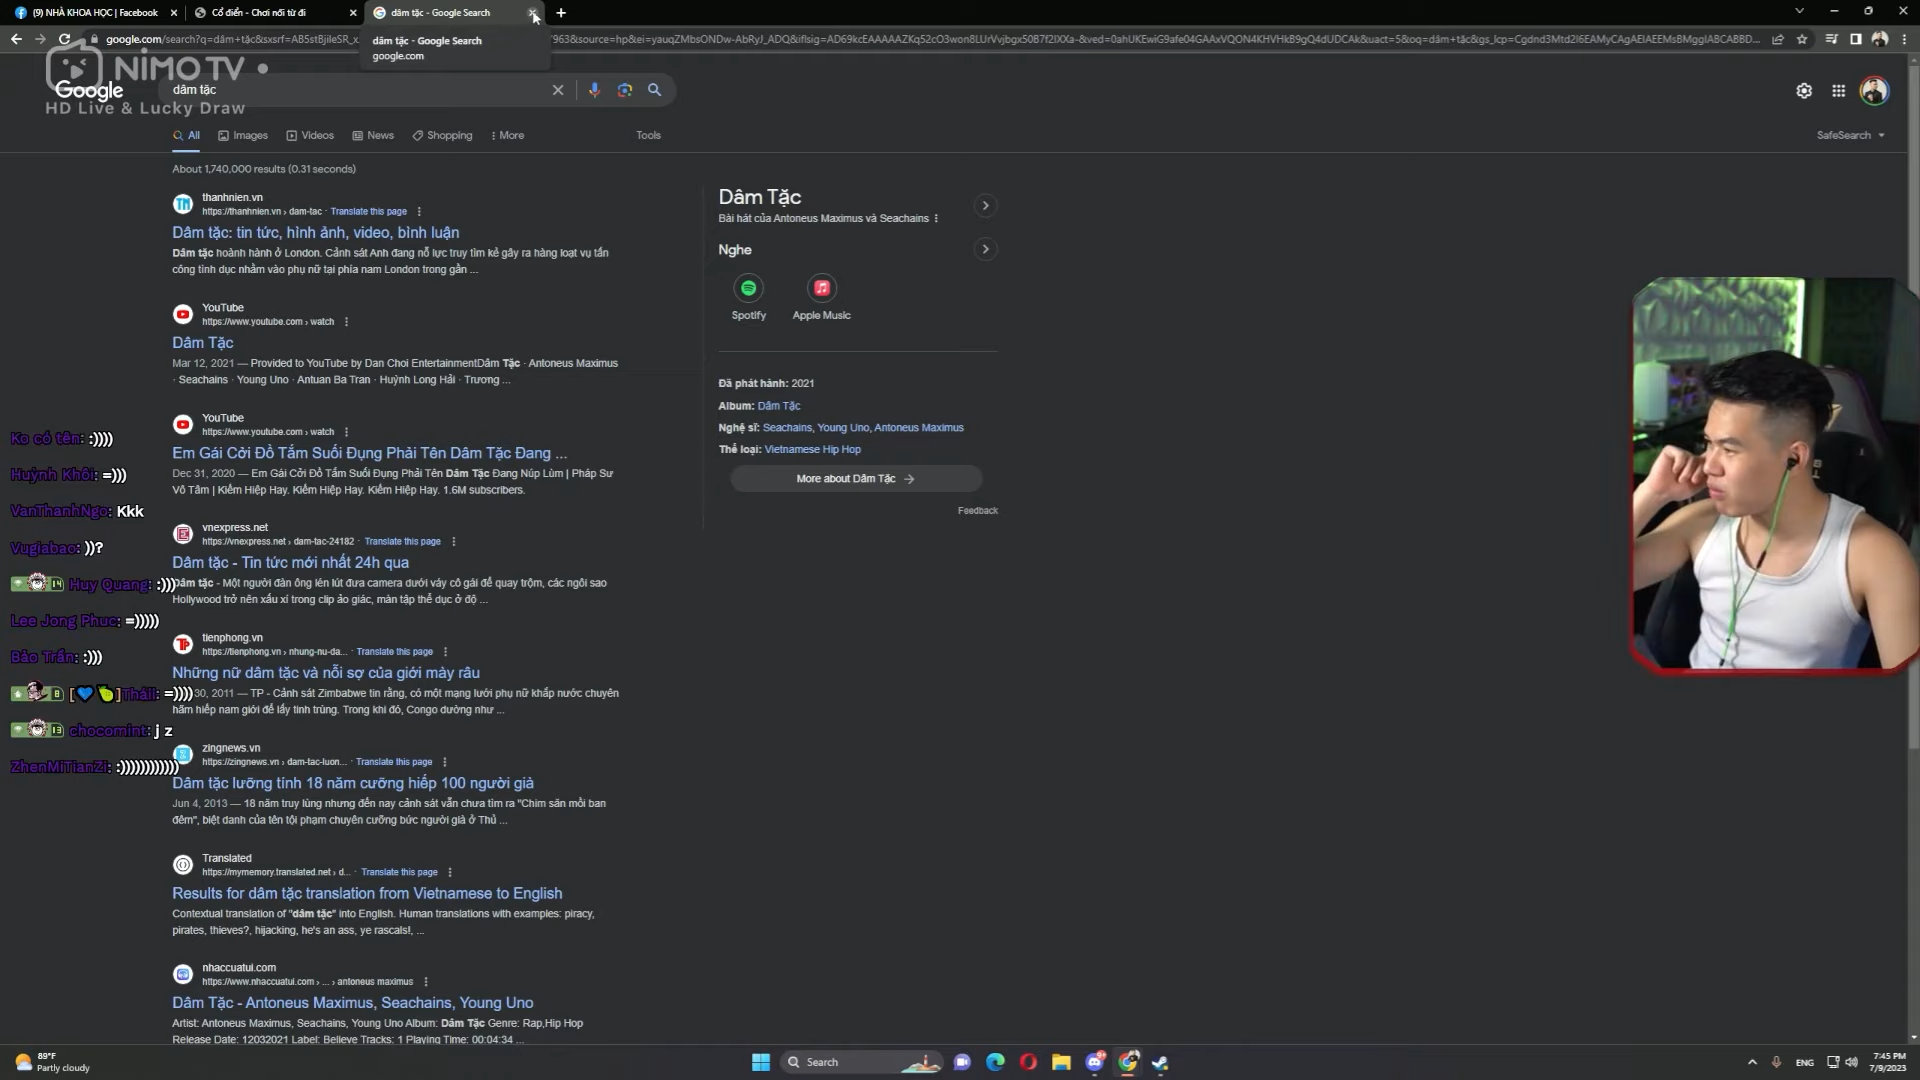 (9) NHÀ KHOA HỌC | Facebook
Cổ điển - Chơi nối từ đi
dâm tặc - Google Search
dâm tặc - Google Search
google.com
NIMO TV
HD Live & Lucky Draw
Google
dâm tặc
All
Images
Videos
News
Shopping
More
Tools
SafeSearch
About 1,740,000 results (0.31 seconds)
thanhnien.vn
https://thanhnien.vn › dam-tac · Translate this page
Dâm tặc: tin tức, hình ảnh, video, bình luận
Dâm tặc hoành hành ở London. Cảnh sát Anh đang nỗ lực truy tìm kẻ gây ra hàng loạt vụ tấn
công tình dục nhằm vào phụ nữ tại phía nam London trong gần ...
YouTube
https://www.youtube.com › watch
Dâm Tặc
Mar 12, 2021 — Provided to YouTube by Dan Choi EntertainmentDâm Tặc · Antoneus Maximus
· Seachains · Young Uno · Antuan Ba Tran · Huỳnh Long Hải · Trương ...
YouTube
https://www.youtube.com › watch
Em Gái Cởi Đồ Tắm Suối Đụng Phải Tên Dâm Tặc Đang ...
Dec 31, 2020 — Em Gái Cởi Đồ Tắm Suối Đụng Phải Tên Dâm Tặc Đang Núp Lùm | Pháp Sư
Vô Tâm | Kiếm Hiệp Hay. Kiếm Hiệp Hay. Kiếm Hiệp Hay. 1.6M subscribers.
vnexpress.net
https://vnexpress.net › dam-tac-24182 · Translate this page
Dâm tặc - Tin tức mới nhất 24h qua
Dâm tặc - Một người đàn ông lén lút đưa camera dưới váy cô gái để quay trộm, các ngôi sao
Hollywood trở nên xấu xí trong clip ảo giác, màn tập thể dục ở độ ...
tienphong.vn
https://tienphong.vn › nhung-nu-da... · Translate this page
Những nữ dâm tặc và nỗi sợ của giới mày râu
30, 2011 — TP - Cảnh sát Zimbabwe tin rằng, có một mạng lưới phụ nữ khắp nước chuyên
hãm hiếp nam giới để lấy tinh trùng. Trong khi đó, Congo dường như ...
zingnews.vn
https://zingnews.vn › dam-tac-luon... · Translate this page
Dâm tặc lưỡng tính 18 năm cưỡng hiếp 100 người già
Jun 4, 2013 — 18 năm truy lùng nhưng đến nay cảnh sát vẫn chưa tìm ra "Chim săn mồi ban
đêm", biệt danh của tên tội phạm chuyên cưỡng bức người già ở Thủ ...
Translated
https://mymemory.translated.net › d... · Translate this page
Results for dâm tặc translation from Vietnamese to English
Contextual translation of "dâm tặc" into English. Human translations with examples: piracy,
pirates, thieves?, hijacking, he's an ass, ye rascals!, ...
nhaccuatui.com
https://www.nhaccuatui.com › ... › antoneus maximus
Dâm Tặc - Antoneus Maximus, Seachains, Young Uno
Artist: Antoneus Maximus, Seachains, Young Uno Album: Dâm Tặc Genre: Rap,Hip Hop
Release Date: 12032021 Label: Believe Tracks: 1 Playing Time: 00:04:34 ...
Dâm Tặc
Bài hát của Antoneus Maximus và Seachains
Nghe
Spotify
Apple Music
Đã phát hành: 2021
Album: Dâm Tặc
Nghệ sĩ: Seachains, Young Uno, Antoneus Maximus
Thể loại: Vietnamese Hip Hop
More about Dâm Tặc →
Feedback
Ko có tên: :))))
Huỳnh Khôi: =)))
VanThanhNgo: Kkk
Vugiabao: ))?
14 Huy Quang: :)))
Lee Jong Phuc: =)))))
Bảo Trần: :)))
8 []Tháii: =))))
13 chocomint: j z
ZhenMiTianZi: :)))))))))))
89°F
Partly cloudy
Search
ENG
7:45 PM
7/9/2023